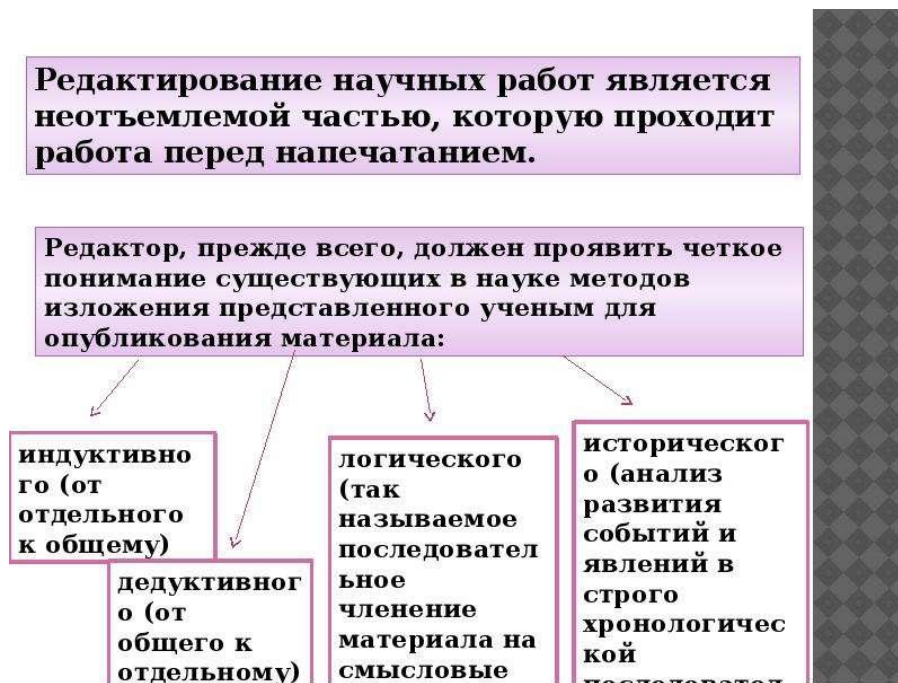 Редактирование научных работ является
неотъемлемой частью, которую проходит
работа перед напечатанием.
Редактор, прежде всего, должен проявить четкое
понимание существующих в науке методов
изложения представленного ученым для
опубликования материала:
индуктивно
го (от
отдельного
к общему)
дедуктивног
о (от
общего к
отдельному)
логического
(так
называемое
последовател
ьное
членение
материала на
смысловые
историческог
о (анализ
развития
событий и
явлений в
строго
хронологичес
кой